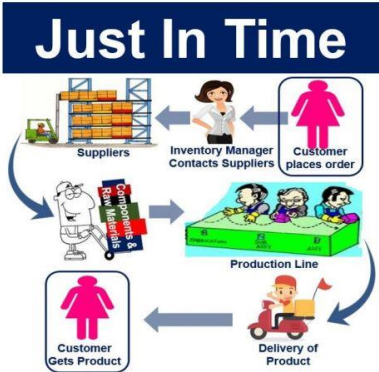 Just In Time
Suppliers
Inventory Manager
Contacts Suppliers
Customer
places order
Components &
Raw Materials
Production Line
Customer
Gets Product
Delivery of
Product